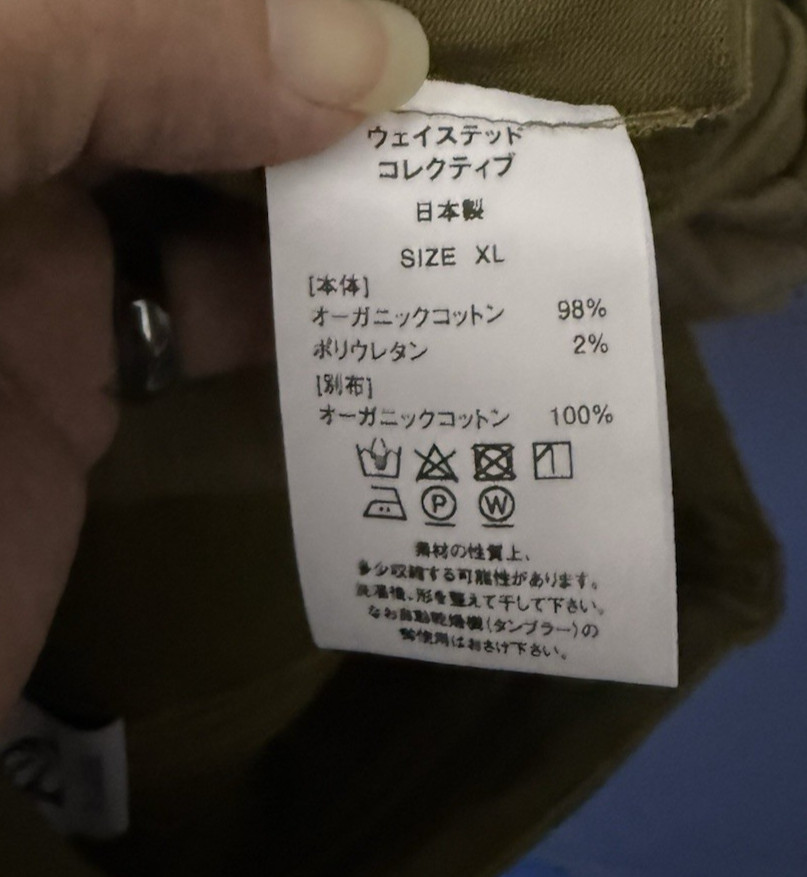 ウェイステッド
コレクティブ
日本製
SIZE XL
[本体]
オーガニックコットン 98%
ポリウレタン 2%
[別布]
オーガニックコットン 100%
P W
素材の性質上、
多少収縮する可能性があります。
洗濯後、形を整えて干して下さい。
なお自動乾燥機(タンブラー)の
御使用はおさけ下さい。